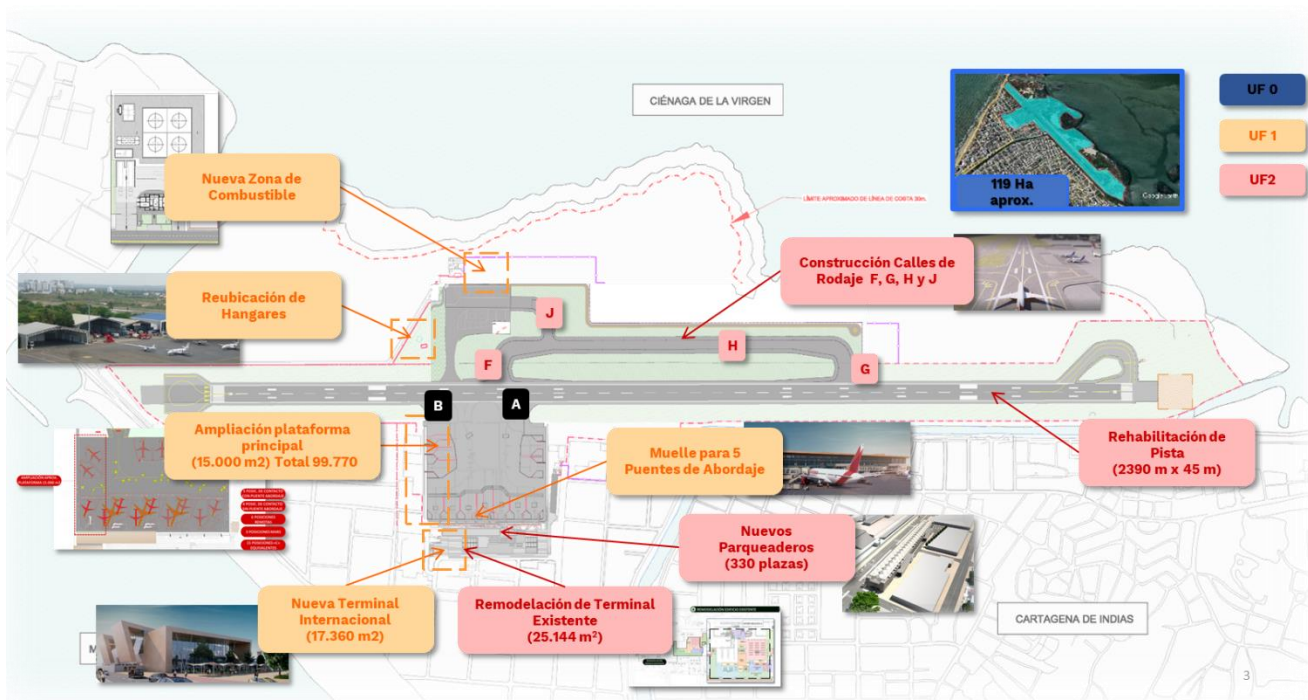 CIÉNAGA DE LA VIRGEN
UF 0
UF 1
UF2
119 Ha
aprox.
Google Earth
Nueva Zona de
Combustible
LÍMITE APROXIMADO DE LÍNEA DE COSTA 30m.
Construcción Calles de
Rodaje F, G, H y J
Reubicación de
Hangares
J
H
F
G
B
A
Ampliación plataforma
principal
(15.000 m2) Total 99.770
Muelle para 5
Puentes de Abordaje
Rehabilitación de
Pista
(2390 m x 45 m)
Nuevos
Parqueaderos
(330 plazas)
Nueva Terminal
Internacional
(17.360 m2)
Remodelación de Terminal
Existente
(25.144 m²)
CARTAGENA DE INDIAS
M
3